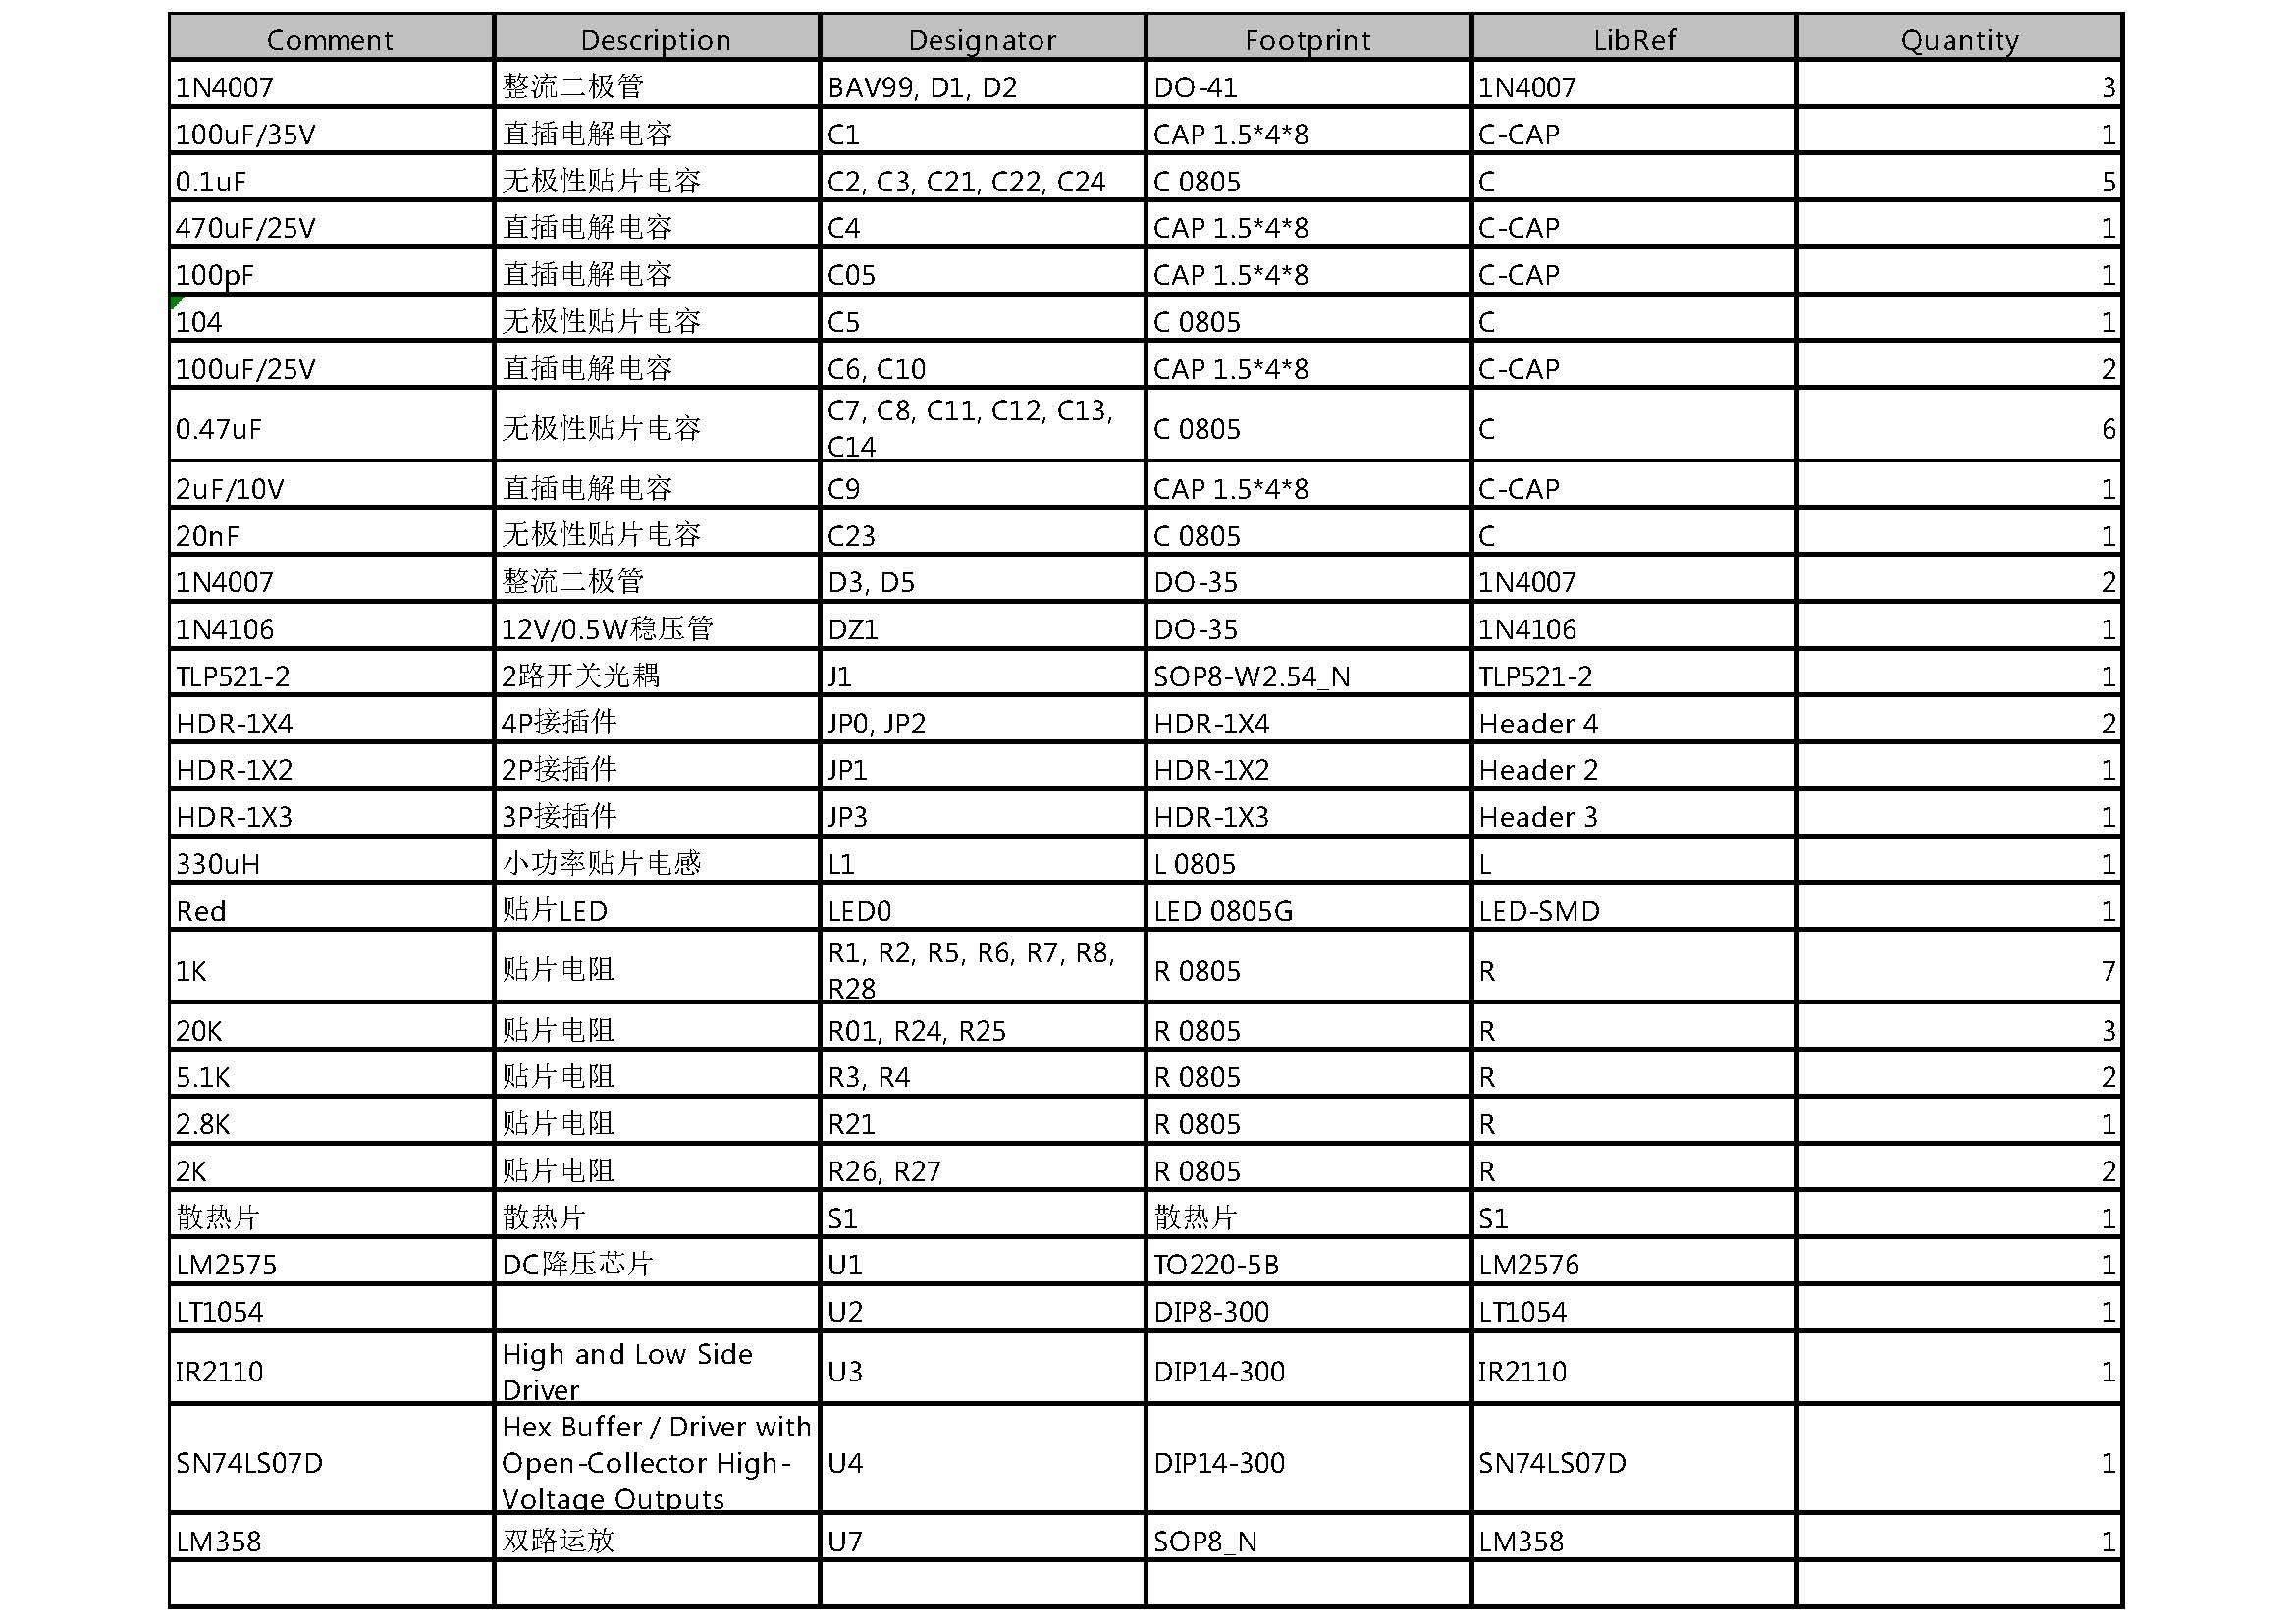 Comment Description Designator Footprint LibRef Quantity
1N4007 整流二极管 BAV99, D1, D2 DO-41 1N4007 3
100uF/35V 直插电解电容 C1 CAP 1.5*4*8 C-CAP 1
0.1uF 无极性贴片电容 C2, C3, C21, C22, C24 C 0805 C 5
470uF/25V 直插电解电容 C4 CAP 1.5*4*8 C-CAP 1
100pF 直插电解电容 C05 CAP 1.5*4*8 C-CAP 1
104 无极性贴片电容 C5 C 0805 C 1
100uF/25V 直插电解电容 C6, C10 CAP 1.5*4*8 C-CAP 2
0.47uF 无极性贴片电容 C7, C8, C11, C12, C13,
C14 C 0805 C 6
2uF/10V 直插电解电容 C9 CAP 1.5*4*8 C-CAP 1
20nF 无极性贴片电容 C23 C 0805 C 1
1N4007 整流二极管 D3, D5 DO-35 1N4007 2
1N4106 12V/0.5W稳压管 DZ1 DO-35 1N4106 1
TLP521-2 2路开关光耦 J1 SOP8-W2.54_N TLP521-2 1
HDR-1X4 4P接插件 JP0, JP2 HDR-1X4 Header 4 2
HDR-1X2 2P接插件 JP1 HDR-1X2 Header 2 1
HDR-1X3 3P接插件 JP3 HDR-1X3 Header 3 1
330uH 小功率贴片电感 L1 L 0805 L 1
Red 贴片LED LED0 LED 0805G LED-SMD 1
1K 贴片电阻 R1, R2, R5, R6, R7, R8,
R28 R 0805 R 7
20K 贴片电阻 R01, R24, R25 R 0805 R 3
5.1K 贴片电阻 R3, R4 R 0805 R 2
2.8K 贴片电阻 R21 R 0805 R 1
2K 贴片电阻 R26, R27 R 0805 R 2
散热片 散热片 S1 散热片 S1 1
LM2575 DC降压芯片 U1 TO220-5B LM2576 1
LT1054 U2 DIP8-300 LT1054 1
IR2110 High and Low Side
Driver U3 DIP14-300 IR2110 1
SN74LS07D Hex Buffer / Driver with
Open-Collector High-
Voltage Outputs U4 DIP14-300 SN74LS07D 1
LM358 双路运放 U7 SOP8_N LM358 1